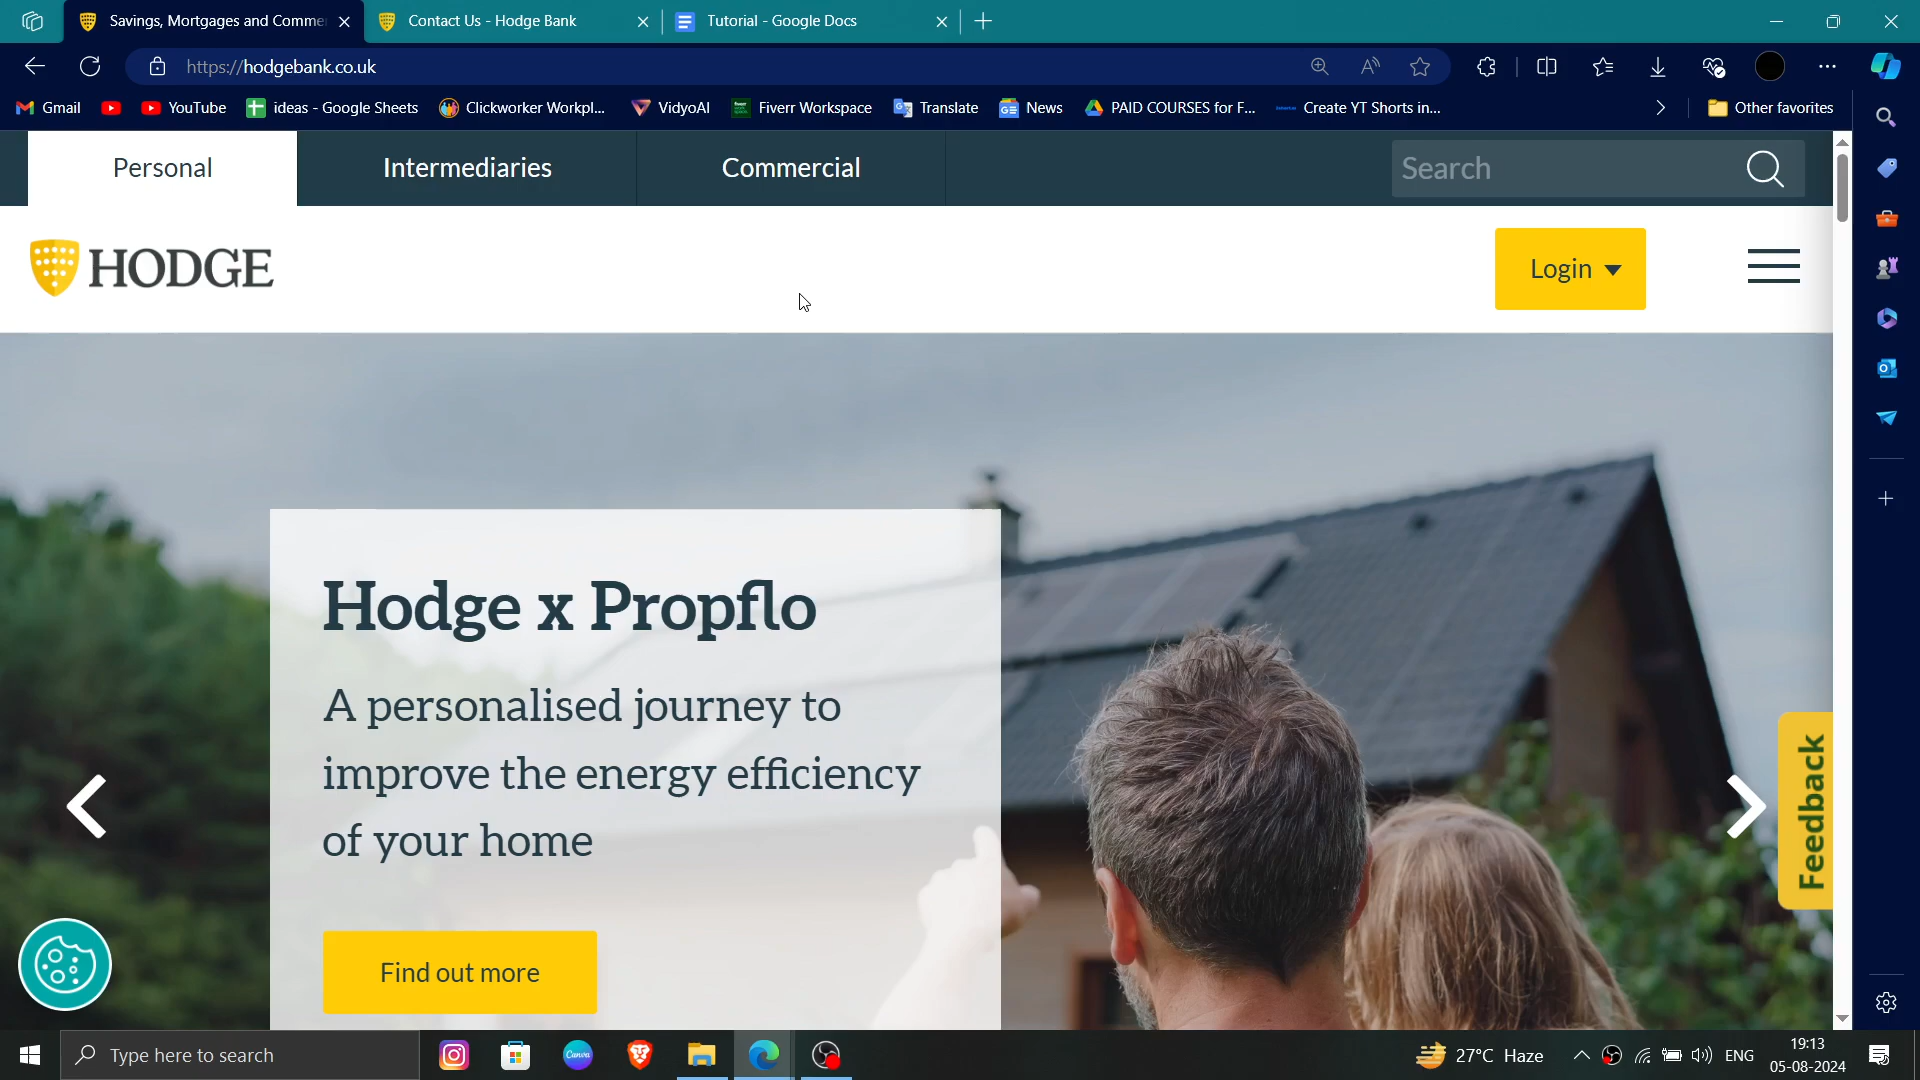 Savings, Mortgages and Comme
Contact Us - Hodge Bank
Tutorial - Google Docs
https://hodgebank.co.uk
Gmail
YouTube
ideas - Google Sheets
Clickworker Workpl...
VidyoAI
Fiverr Workspace
Translate
News
PAID COURSES for F...
Create YT Shorts in...
Other favorites
Personal
Intermediaries
Commercial
Search
HODGE
Login
Hodge x Propflo
A personalised journey to
improve the energy efficiency
of your home
Find out more
Feedback
Type here to search
Canva
27°C Haze
ENG
19:13
05-08-2024